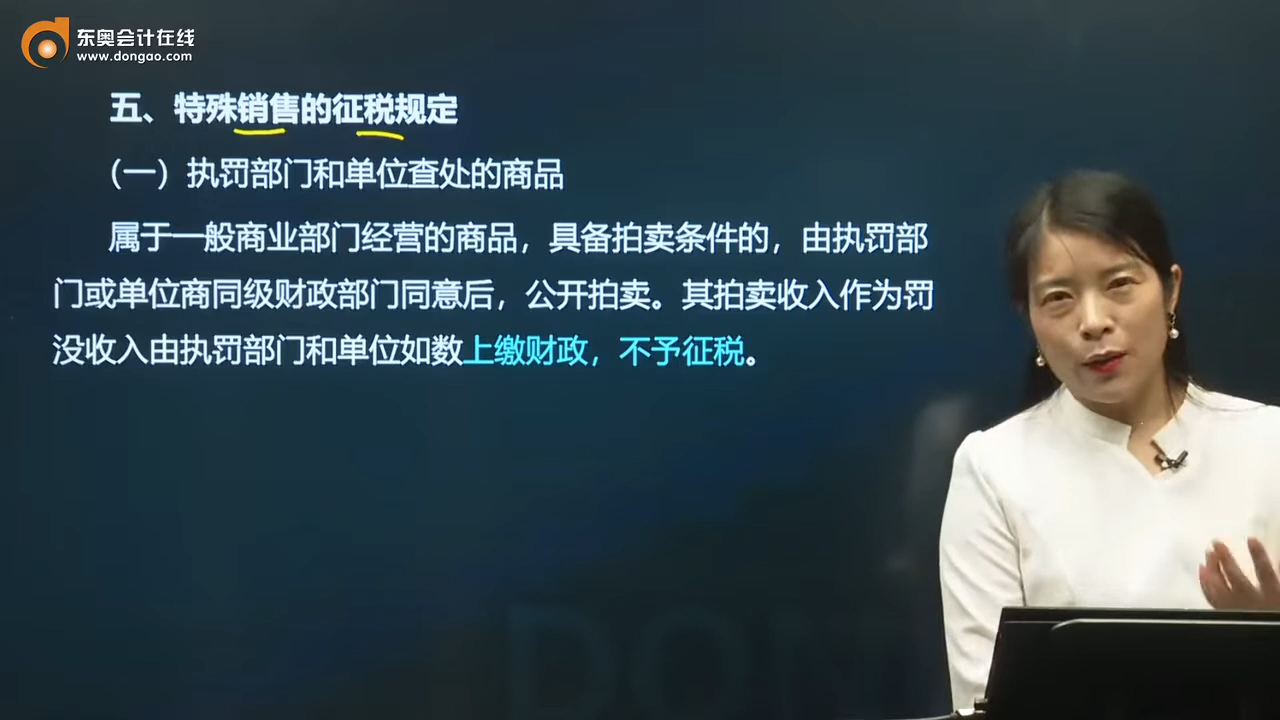 东奥会计在线
www.dongao.com
五、特殊销售的征税规定
（一）执罚部门和单位查处的商品
属于一般商业部门经营的商品，具备拍卖条件的，由执罚部
门或单位商同级财政部门同意后，公开拍卖。其拍卖收入作为罚
没收入由执罚部门和单位如数上缴财政，不予征税。